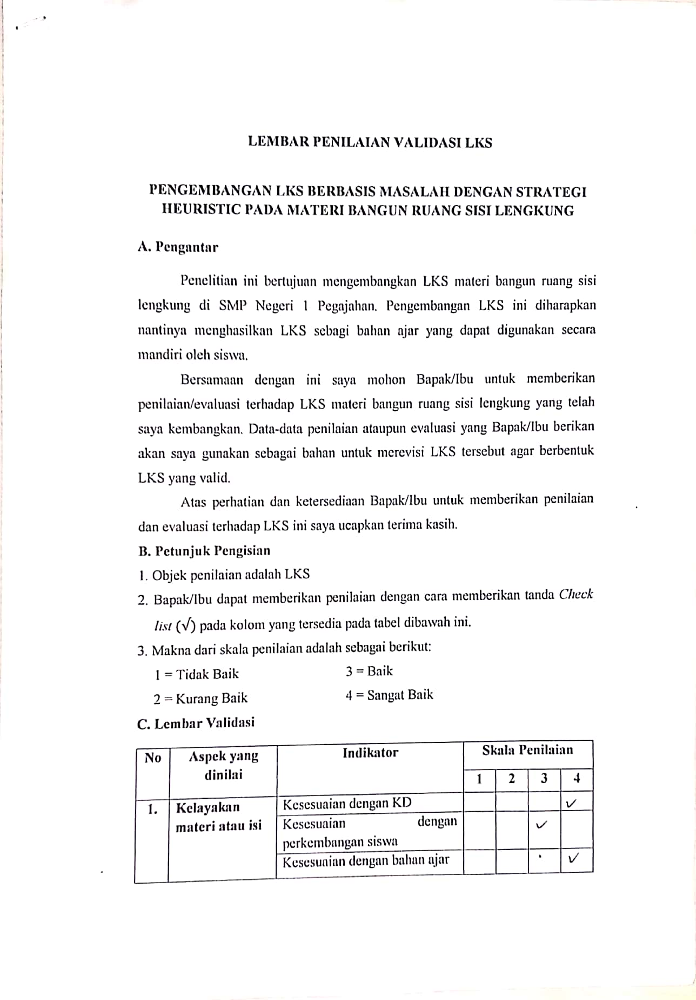 LEMBAR PENILAIAN VALIDASI LKS
PENGEMBANGAN LKS BERBASIS MASALAH DENGAN STRATEGI
HEURISTIC PADA MATERI BANGUN RUANG SISI LENGKUNG
A. Pengantar
Penelitian ini bertujuan mengembangkan LKS materi bangun ruang sisi
lengkung di SMP Negeri 1 Pegajahan. Pengembangan LKS ini diharapkan
nantinya menghasilkan LKS sebagi bahan ajar yang dapat digunakan secara
mandiri oleh siswa.
Bersamaan dengan ini saya mohon Bapak/Ibu untuk memberikan
penilaian/evaluasi terhadap LKS materi bangun ruang sisi lengkung yang telah
saya kembangkan. Data-data penilaian ataupun evaluasi yang Bapak/Ibu berikan
akan saya gunakan sebagai bahan untuk merevisi LKS tersebut agar berbentuk
LKS yang valid.
Atas perhatian dan ketersediaan Bapak/Ibu untuk memberikan penilaian
dan evaluasi terhadap LKS ini saya ucapkan terima kasih.
B. Petunjuk Pengisian
1. Objek penilaian adalah LKS
2. Bapak/Ibu dapat memberikan penilaian dengan cara memberikan tanda Check
list (√) pada kolom yang tersedia pada tabel dibawah ini.
3. Makna dari skala penilaian adalah sebagai berikut:
1 = Tidak Baik 3 = Baik
2 = Kurang Baik 4 = Sangat Baik
C. Lembar Validasi
No Aspek yang Indikator Skala Penilaian
dinilai 1 2 3 4
1. Kelayakan Kesesuaian dengan KD ✓
materi atau isi Kesesuaian dengan ✓
perkembangan siswa
Kesesuaian dengan bahan ajar ✓